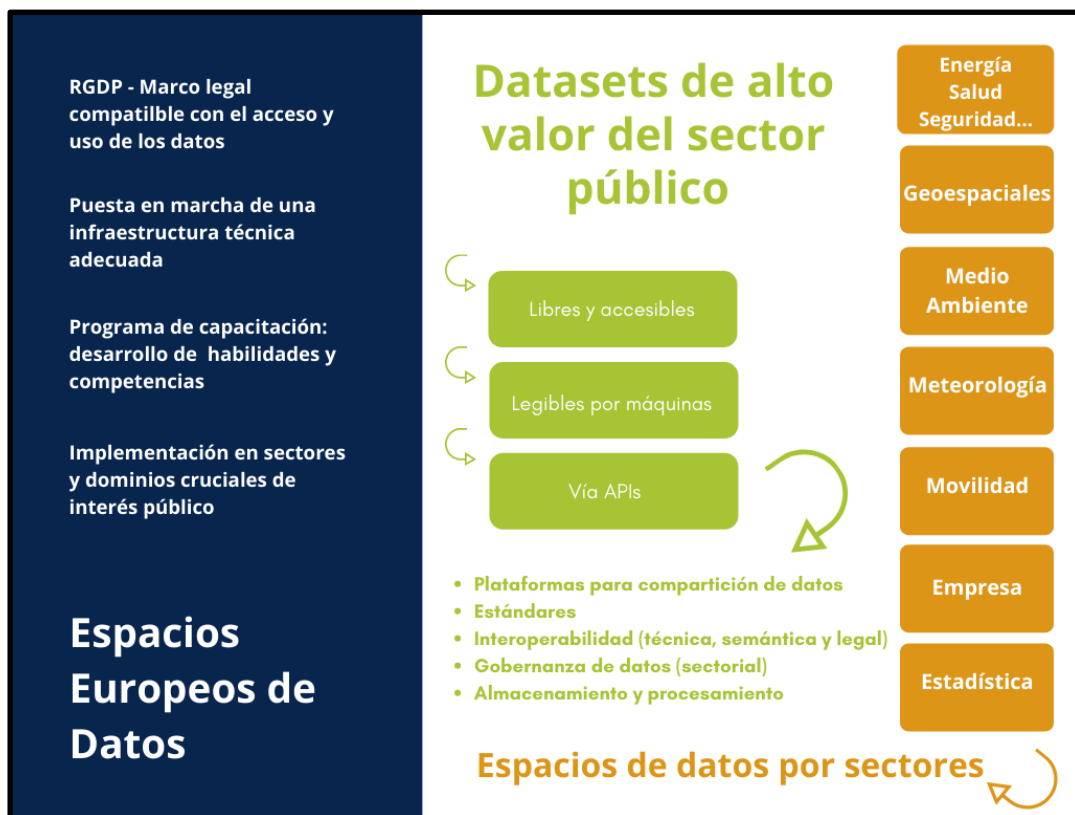 RGDP - Marco legal
compatilble con el acceso y
uso de los datos
Puesta en marcha de una
infraestructura técnica
adecuada
Programa de capacitación:
desarrollo de habilidades y
competencias
Implementación en sectores
y dominios cruciales de
interés público
Espacios
Europeos de
Datos
Datasets de alto
valor del sector
público
Libres y accesibles
Legibles por máquinas
Vía APIs
• Plataformas para compartición de datos
• Estándares
• Interoperabilidad (técnica, semántica y legal)
• Gobernanza de datos (sectorial)
• Almacenamiento y procesamiento
Energía
Salud
Seguridad...
Geoespaciales
Medio
Ambiente
Meteorología
Movilidad
Empresa
Estadística
Espacios de datos por sectores